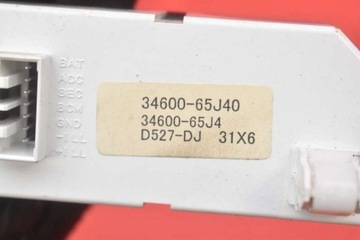 BAT
ACC
SEC
BCM
GND
34600-65J40
34600-65J4
D527-DJ 31X6